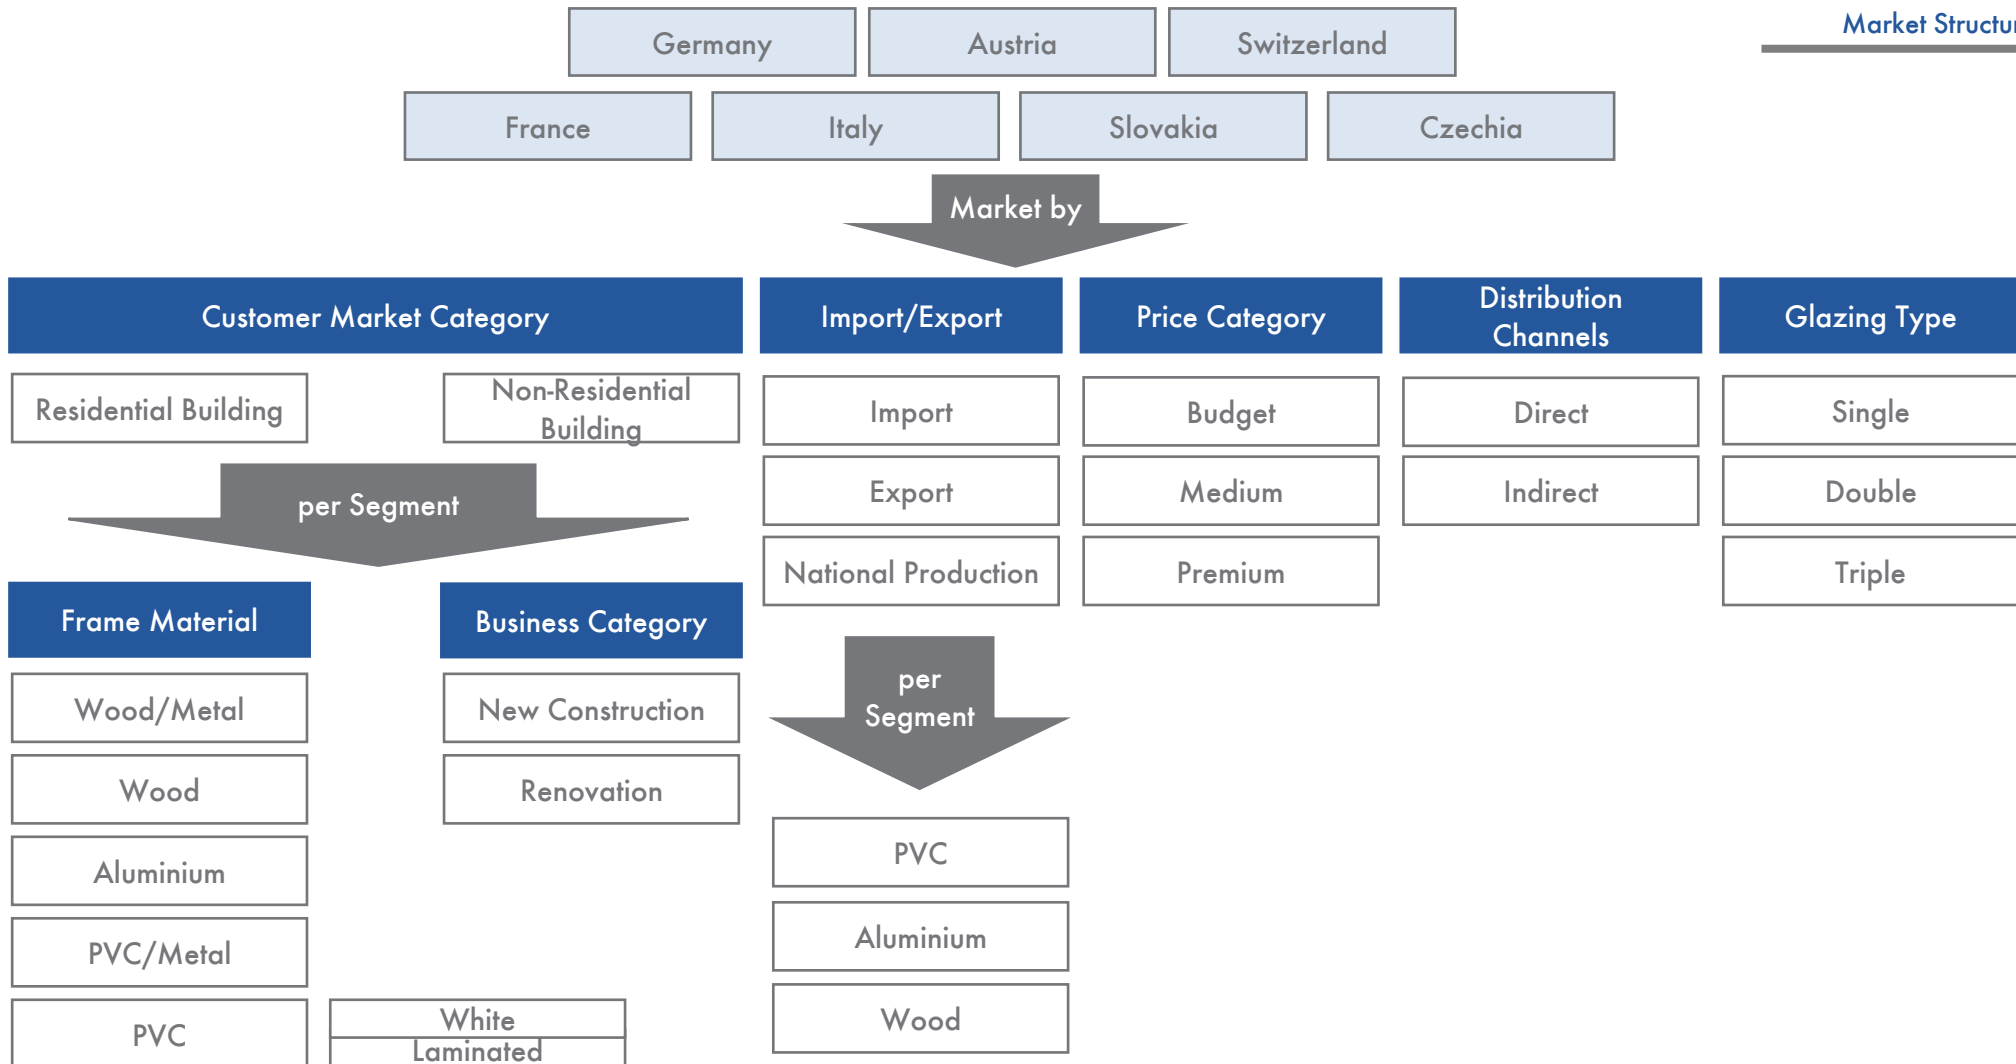 Market Structur
Germany
Austria
Switzerland
France
Italy
Slovakia
Czechia
Market by
Customer Market Category
Import/Export
Price Category
Distribution
Channels
Glazing Type
Residential Building
Non-Residential
Building
Import
Budget
Direct
Single
Export
Medium
Indirect
Double
National Production
Premium
Triple
per Segment
Frame Material
Business Category
Wood/Metal
New Construction
Wood
Renovation
Aluminium
PVC/Metal
PVC
White
Laminated
per
Segment
PVC
Aluminium
Wood